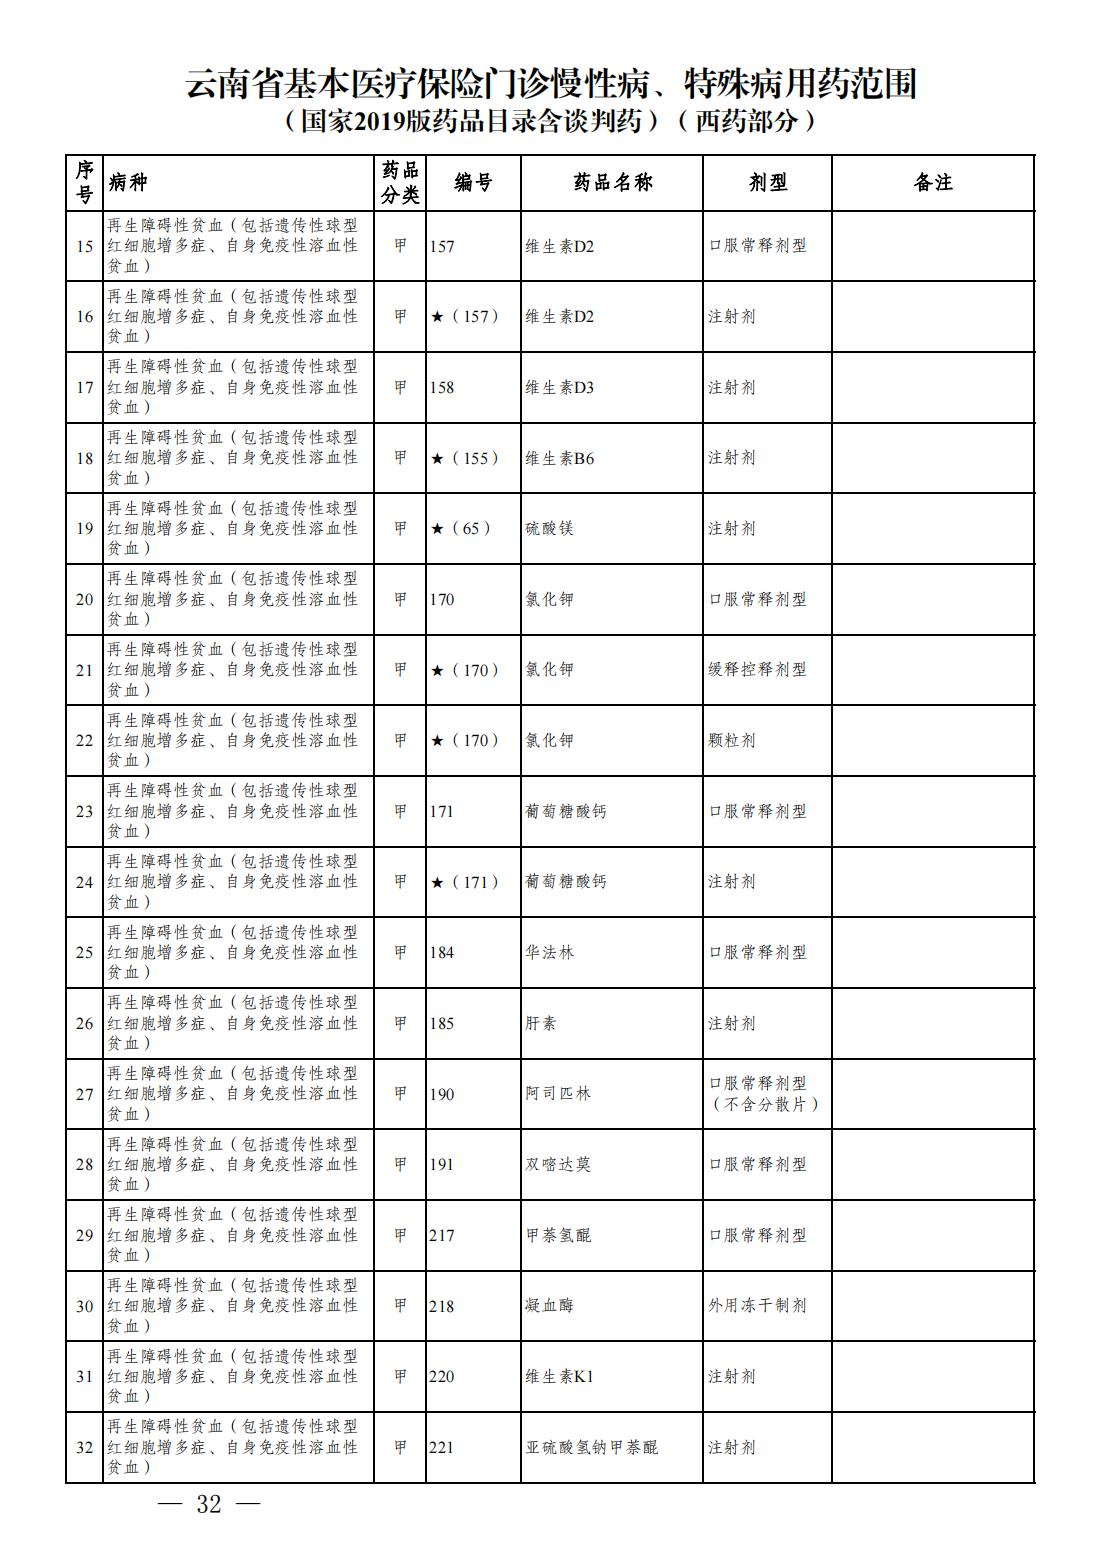 云南省基本医疗保险门诊慢性病、特殊病用药范围
（国家2019版药品目录含谈判药）（西药部分）
序号 病种 药品分类 编号 药品名称 剂型 备注
15 再生障碍性贫血（包括遗传性球型红细胞增多症、自身免疫性溶血性贫血） 甲 157 维生素D2 口服常释剂型
16 再生障碍性贫血（包括遗传性球型红细胞增多症、自身免疫性溶血性贫血） 甲 ★（157） 维生素D2 注射剂
17 再生障碍性贫血（包括遗传性球型红细胞增多症、自身免疫性溶血性贫血） 甲 158 维生素D3 注射剂
18 再生障碍性贫血（包括遗传性球型红细胞增多症、自身免疫性溶血性贫血） 甲 ★（155） 维生素B6 注射剂
19 再生障碍性贫血（包括遗传性球型红细胞增多症、自身免疫性溶血性贫血） 甲 ★（65） 硫酸镁 注射剂
20 再生障碍性贫血（包括遗传性球型红细胞增多症、自身免疫性溶血性贫血） 甲 170 氯化钾 口服常释剂型
21 再生障碍性贫血（包括遗传性球型红细胞增多症、自身免疫性溶血性贫血） 甲 ★（170） 氯化钾 缓释控释剂型
22 再生障碍性贫血（包括遗传性球型红细胞增多症、自身免疫性溶血性贫血） 甲 ★（170） 氯化钾 颗粒剂
23 再生障碍性贫血（包括遗传性球型红细胞增多症、自身免疫性溶血性贫血） 甲 171 葡萄糖酸钙 口服常释剂型
24 再生障碍性贫血（包括遗传性球型红细胞增多症、自身免疫性溶血性贫血） 甲 ★（171） 葡萄糖酸钙 注射剂
25 再生障碍性贫血（包括遗传性球型红细胞增多症、自身免疫性溶血性贫血） 甲 184 华法林 口服常释剂型
26 再生障碍性贫血（包括遗传性球型红细胞增多症、自身免疫性溶血性贫血） 甲 185 肝素 注射剂
27 再生障碍性贫血（包括遗传性球型红细胞增多症、自身免疫性溶血性贫血） 甲 190 阿司匹林 口服常释剂型（不含分散片）
28 再生障碍性贫血（包括遗传性球型红细胞增多症、自身免疫性溶血性贫血） 甲 191 双嘧达莫 口服常释剂型
29 再生障碍性贫血（包括遗传性球型红细胞增多症、自身免疫性溶血性贫血） 甲 217 甲萘氢醌 口服常释剂型
30 再生障碍性贫血（包括遗传性球型红细胞增多症、自身免疫性溶血性贫血） 甲 218 凝血酶 外用冻干制剂
31 再生障碍性贫血（包括遗传性球型红细胞增多症、自身免疫性溶血性贫血） 甲 220 维生素K1 注射剂
32 再生障碍性贫血（包括遗传性球型红细胞增多症、自身免疫性溶血性贫血） 甲 221 亚硫酸氢钠甲萘醌 注射剂
— 32 —